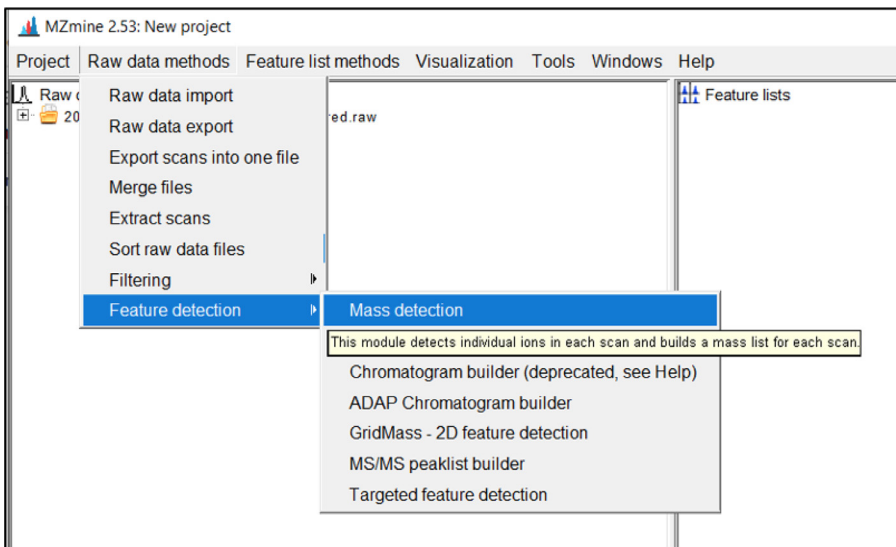 MZmine 2.53: New project
Project Raw data methods Feature list methods Visualization Tools Windows Help
Raw
20
red.raw
Feature lists
Raw data import
Raw data export
Export scans into one file
Merge files
Extract scans
Sort raw data files
Filtering
Feature detection
Mass detection
This module detects individual ions in each scan and builds a mass list for each scan.
Chromatogram builder (deprecated, see Help)
ADAP Chromatogram builder
GridMass - 2D feature detection
MS/MS peaklist builder
Targeted feature detection